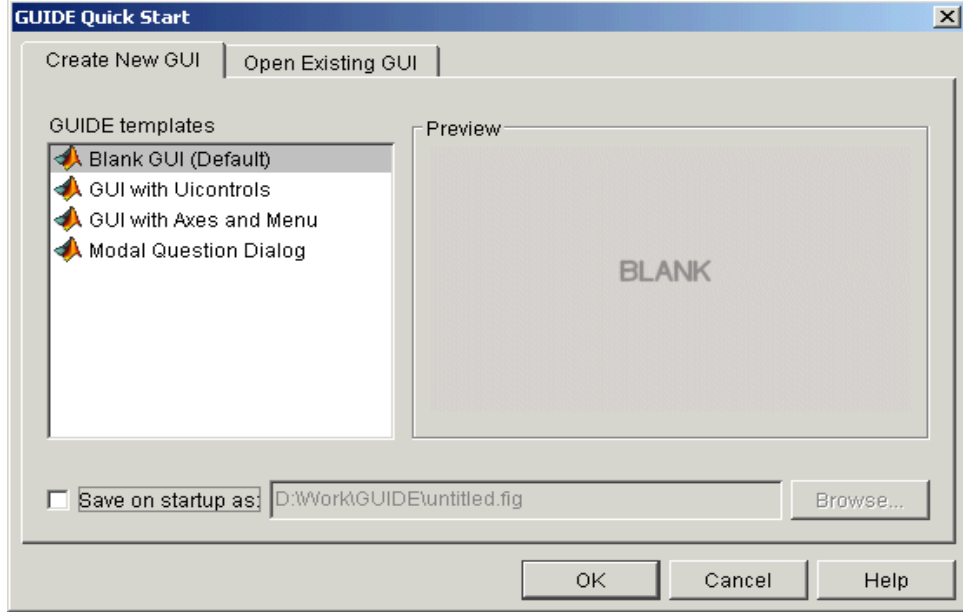 GUIDE Quick Start
Create New GUI
Open Existing GUI
GUIDE templates
Blank GUI (Default)
GUI with Uicontrols
GUI with Axes and Menu
Modal Question Dialog
Preview
BLANK
Save on startup as:
D:\Work\GUIDE\untitled.fig
Browse...
OK
Cancel
Help